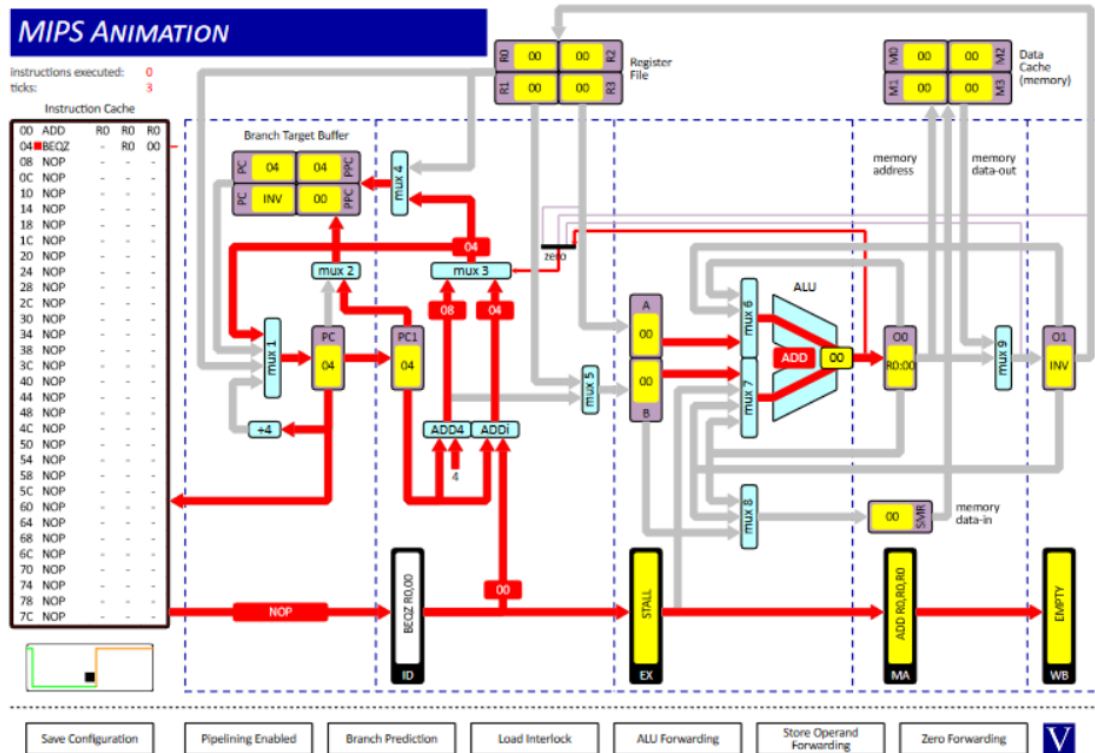 MIPS ANIMATION
instructions executed: 0
ticks: 3
Instruction Cache
00 ADD R0 R0 R0
04 BEQZ - R0 00
08 NOP - - -
0C NOP - - -
10 NOP - - -
14 NOP - - -
18 NOP - - -
1C NOP - - -
20 NOP - - -
24 NOP - - -
28 NOP - - -
2C NOP - - -
30 NOP - - -
34 NOP - - -
38 NOP - - -
3C NOP - - -
40 NOP - - -
44 NOP - - -
48 NOP - - -
4C NOP - - -
50 NOP - - -
54 NOP - - -
58 NOP - - -
5C NOP - - -
60 NOP - - -
64 NOP - - -
68 NOP - - -
6C NOP - - -
70 NOP - - -
74 NOP - - -
78 NOP - - -
7C NOP - - -
R0 00 00 R2
R1 00 00 R3
Register
File
M0 00 00 M2
M1 00 00 M3
Data
Cache
(memory)
Branch Target Buffer
PC 04 04 PPC
PC INV 00 PPC
mux 4
memory
address
memory
data-out
04
zero
mux 2
mux 3
08
04
mux 1
PC
04
PC1
04
+4
ADD4
ADDi
4
mux 5
A
00
00
B
mux 6
mux 7
ALU
ADD
00
O0
R0:00
mux 9
O1
INV
mux 8
00
SMR
memory
data-in
00
NOP
BEQZ R0,00
ID
STALL
EX
ADD R0,R0,R0
MA
EMPTY
WB
Save Configuration
Pipelining Enabled
Branch Prediction
Load Interlock
ALU Forwarding
Store Operand
Forwarding
Zero Forwarding
V